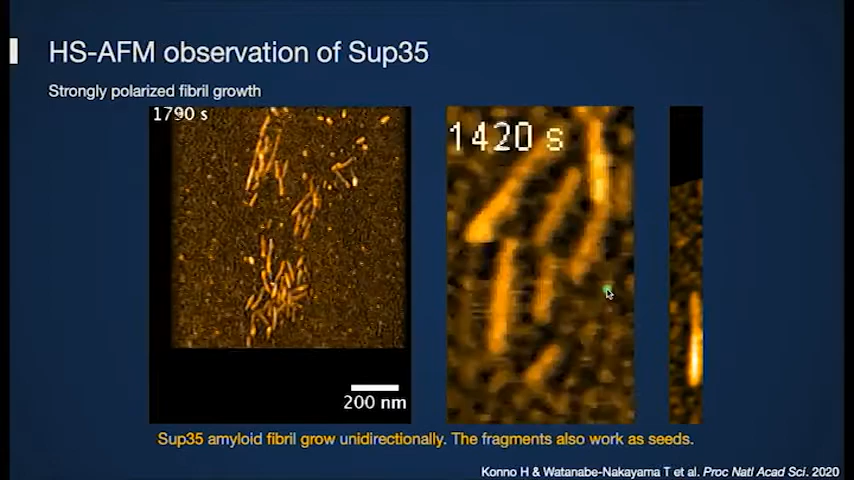 HS-AFM observation of Sup35
Strongly polarized fibril growth
1790 s
1420 s
200 nm
Sup35 amyloid fibril grow unidirectionally. The fragments also work as seeds.
Konno H & Watanabe-Nakayama T et al. Proc Natl Acad Sci. 2020